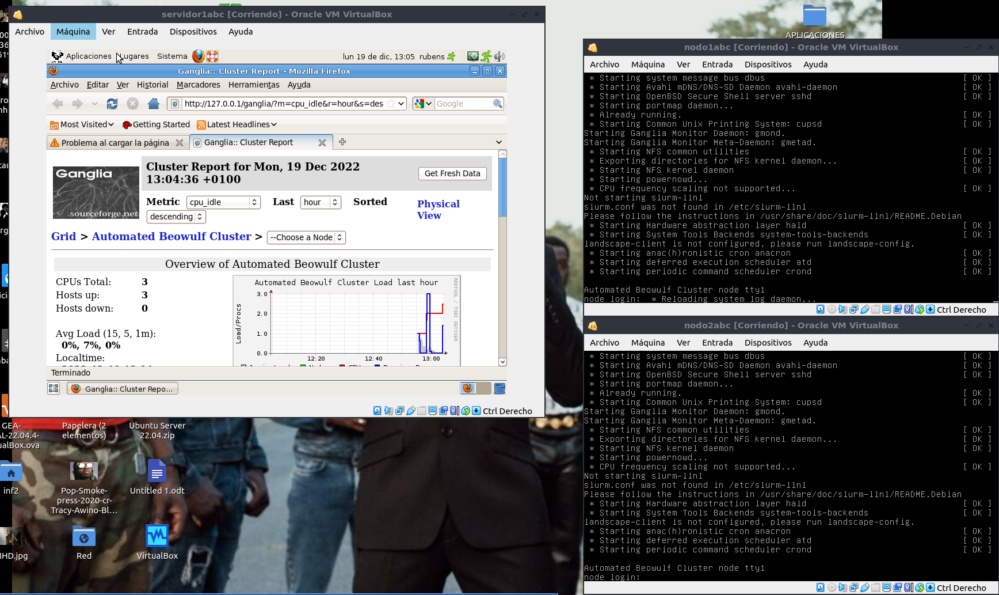 servidor1abc [Corriendo] - Oracle VM VirtualBox
Archivo Máquina Ver Entrada Dispositivos Ayuda
Aplicaciones Lugares Sistema lun 19 de dic, 13:05 rubens
Ganglia:: Cluster Report - Mozilla Firefox
Archivo Editar Ver Historial Marcadores Herramientas Ayuda
http://127.0.0.1/ganglia/?m=cpu_idle&r=hour&s=des Google
Most Visited Getting Started Latest Headlines
Problema al cargar la página Ganglia:: Cluster Report
Ganglia
.sourceforge.net
Cluster Report for Mon, 19 Dec 2022
13:04:36 +0100
Get Fresh Data
Metric cpu_idle Last hour Sorted
descending
Physical
View
Grid > Automated Beowulf Cluster > --Choose a Node
Overview of Automated Beowulf Cluster
CPUs Total: 3
Hosts up: 3
Hosts down: 0
Avg Load (15, 5, 1m):
0%, 7%, 0%
Localtime:
Automated Beowulf Cluster Load last hour
Load/Procs
3.0
2.0
1.0
0.0
12:20 12:40 13:00
RRDTOOL / TOBI OETIKER
Terminado
Ganglia:: Cluster Repo...
Ctrl Derecho
APLICACIONES
nodo1abc [Corriendo] - Oracle VM VirtualBox
Archivo Máquina Ver Entrada Dispositivos Ayuda
* Starting system message bus dbus [ OK ]
* Starting Avahi mDNS/DNS-SD Daemon avahi-daemon [ OK ]
* Starting OpenBSD Secure Shell server sshd [ OK ]
* Starting portmap daemon...
* Already running.
* Starting Common Unix Printing System: cupsd [ OK ]
Starting Ganglia Monitor Daemon: gmond.
Starting Ganglia Monitor Meta-Daemon: gmetad.
* Starting NFS common utilities [ OK ]
* Exporting directories for NFS kernel daemon... [ OK ]
* Starting NFS kernel daemon [ OK ]
* Starting powernowd...
* CPU frequency scaling not supported... [ OK ]
Not starting slurm-llnl
slurm.conf was not found in /etc/slurm-llnl
Please follow the instructions in /usr/share/doc/slurm-llnl/README.Debian
* Starting Hardware abstraction layer hald [ OK ]
* Starting System Tools Backends system-tools-backends [ OK ]
landscape-client is not configured, please run landscape-config.
* Starting anac(h)ronistic cron anacron [ OK ]
* Starting deferred execution scheduler atd [ OK ]
* Starting periodic command scheduler crond [ OK ]
Automated Beowulf Cluster node tty1
node login: * Reloading system log daemon...
Ctrl Derecho
nodo2abc [Corriendo] - Oracle VM VirtualBox
Archivo Máquina Ver Entrada Dispositivos Ayuda
* Starting system message bus dbus [ OK ]
* Starting Avahi mDNS/DNS-SD Daemon avahi-daemon [ OK ]
* Starting OpenBSD Secure Shell server sshd [ OK ]
* Starting portmap daemon...
* Already running.
* Starting Common Unix Printing System: cupsd [ OK ]
Starting Ganglia Monitor Daemon: gmond.
Starting Ganglia Monitor Meta-Daemon: gmetad.
* Starting NFS common utilities [ OK ]
* Exporting directories for NFS kernel daemon... [ OK ]
* Starting NFS kernel daemon [ OK ]
* Starting powernowd...
* CPU frequency scaling not supported... [ OK ]
Not starting slurm-llnl
slurm.conf was not found in /etc/slurm-llnl
Please follow the instructions in /usr/share/doc/slurm-llnl/README.Debian
* Starting Hardware abstraction layer hald [ OK ]
* Starting System Tools Backends system-tools-backends [ OK ]
landscape-client is not configured, please run landscape-config.
* Starting anac(h)ronistic cron anacron [ OK ]
* Starting deferred execution scheduler atd [ OK ]
* Starting periodic command scheduler crond [ OK ]
Automated Beowulf Cluster node tty1
node login:
Ctrl Derecho
GEA-
AL-22.04.4-
ualBox.ova
Papelera (2
elementos)
Ubuntu Server
22.04.zip
inf2
Pop-Smoke-
press-2020-cr-
Tracy-Awino-Bl...
Untitled 1.odt
MHD.jpg
Red
VirtualBox